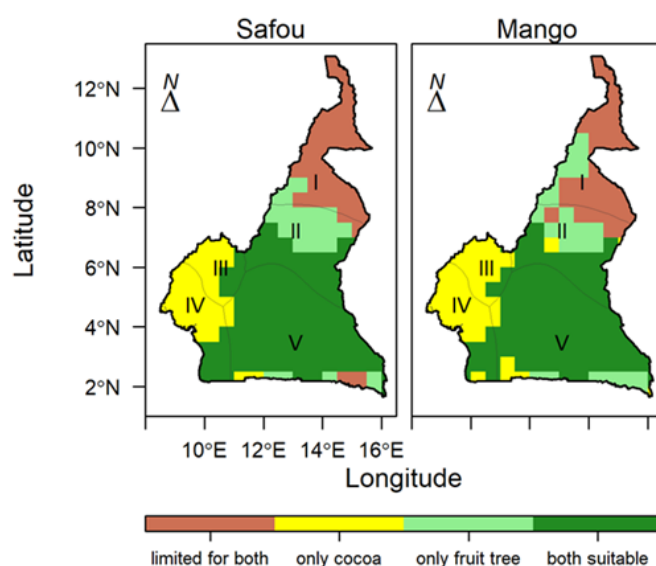 Safou
Mango
Latitude
12°N
10°N
8°N
6°N
4°N
2°N
N
Δ
I
II
III
IV
V
N
Δ
I
II
III
IV
V
10°E 12°E 14°E 16°E
Longitude
limited for both only cocoa only fruit tree both suitable